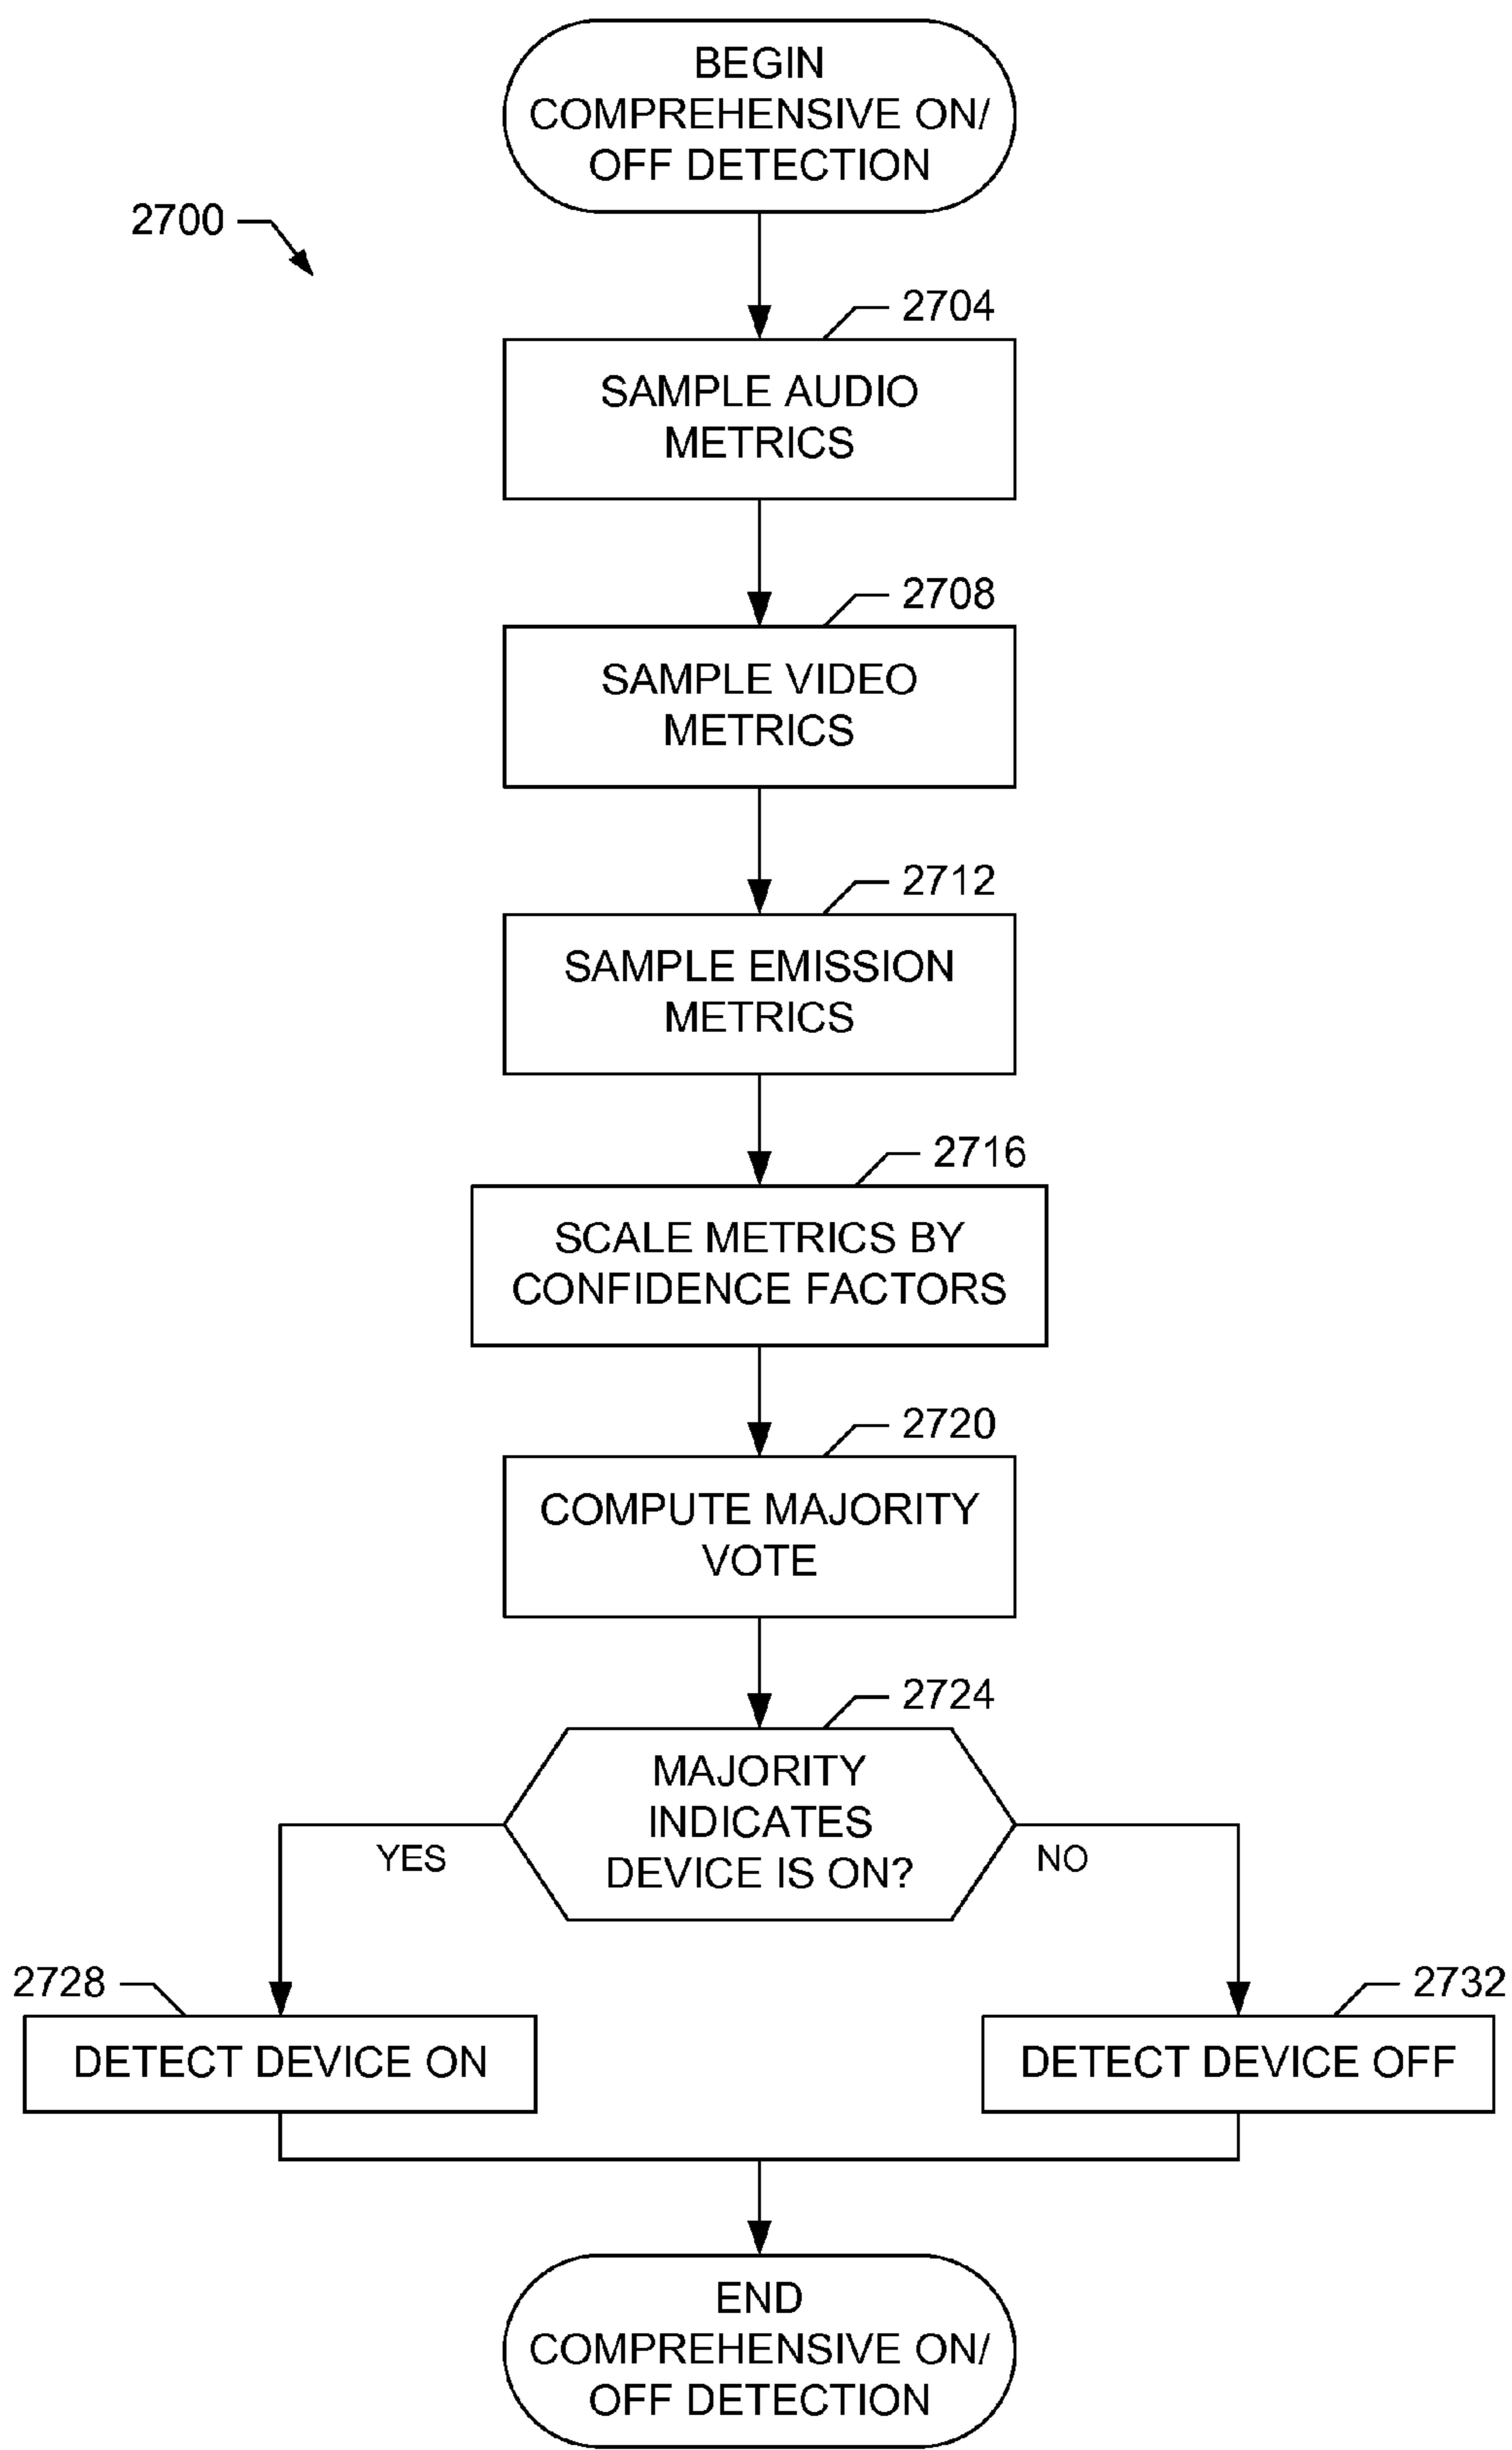 BEGIN
COMPREHENSIVE ON/
OFF DETECTION
2700
2704
SAMPLE AUDIO
METRICS
2708
SAMPLE VIDEO
METRICS
2712
SAMPLE EMISSION
METRICS
2716
SCALE METRICS BY
CONFIDENCE FACTORS
2720
COMPUTE MAJORITY
VOTE
2724
MAJORITY
INDICATES
DEVICE IS ON?
YES
NO
2728
DETECT DEVICE ON
2732
DETECT DEVICE OFF
END
COMPREHENSIVE ON/
OFF DETECTION